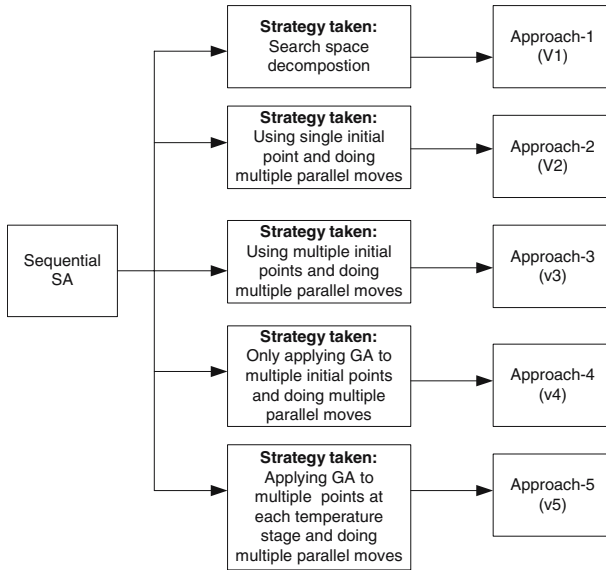 Strategy taken:
Search space
decompostion
Approach-1
(V1)
Strategy taken:
Using single initial
point and doing
multiple parallel moves
Approach-2
(V2)
Sequential
SA
Strategy taken:
Using multiple initial
points and doing
multiple parallel moves
Approach-3
(v3)
Strategy taken:
Only applying GA to
multiple initial points
and doing multiple
parallel moves
Approach-4
(v4)
Strategy taken:
Applying GA to
multiple points at
each temperature
stage and doing
multiple parallel moves
Approach-5
(v5)